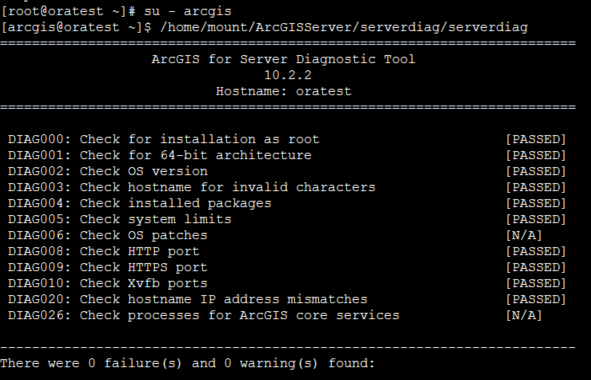 [root@oratest ~]# su - arcgis
[arcgis@oratest ~]$ /home/mount/ArcGISServer/serverdiag/serverdiag
========================================================================
ArcGIS for Server Diagnostic Tool
10.2.2
Hostname: oratest
========================================================================
DIAG000: Check for installation as root [PASSED]
DIAG001: Check for 64-bit architecture [PASSED]
DIAG002: Check OS version [PASSED]
DIAG003: Check hostname for invalid characters [PASSED]
DIAG004: Check installed packages [PASSED]
DIAG005: Check system limits [PASSED]
DIAG006: Check OS patches [N/A]
DIAG008: Check HTTP port [PASSED]
DIAG009: Check HTTPS port [PASSED]
DIAG010: Check Xvfb ports [PASSED]
DIAG020: Check hostname IP address mismatches [PASSED]
DIAG026: Check processes for ArcGIS core services [N/A]
------------------------------------------------------------------------
There were 0 failure(s) and 0 warning(s) found: